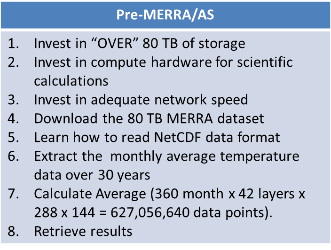 Pre-MERRA/AS
1. Invest in “OVER” 80 TB of storage
2. Invest in compute hardware for scientific
calculations
3. Invest in adequate network speed
4. Download the 80 TB MERRA dataset
5. Learn how to read NetCDF data format
6. Extract the  monthly average temperature
data over 30 years
7. Calculate Average (360 month x 42 layers x
288 x 144 = 627,056,640 data points).
8. Retrieve results